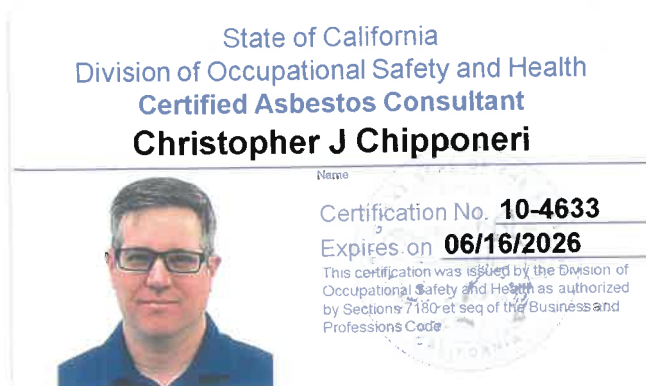 State of California
Division of Occupational Safety and Health
Certified Asbestos Consultant
Christopher J Chipponeri
Name
Certification No. 10-4633
Expires on 06/16/2026
This certification was issued by the Division of
Occupational Safety and Health as authorized
by Sections 7180 et seq of the Business and
Professions Code